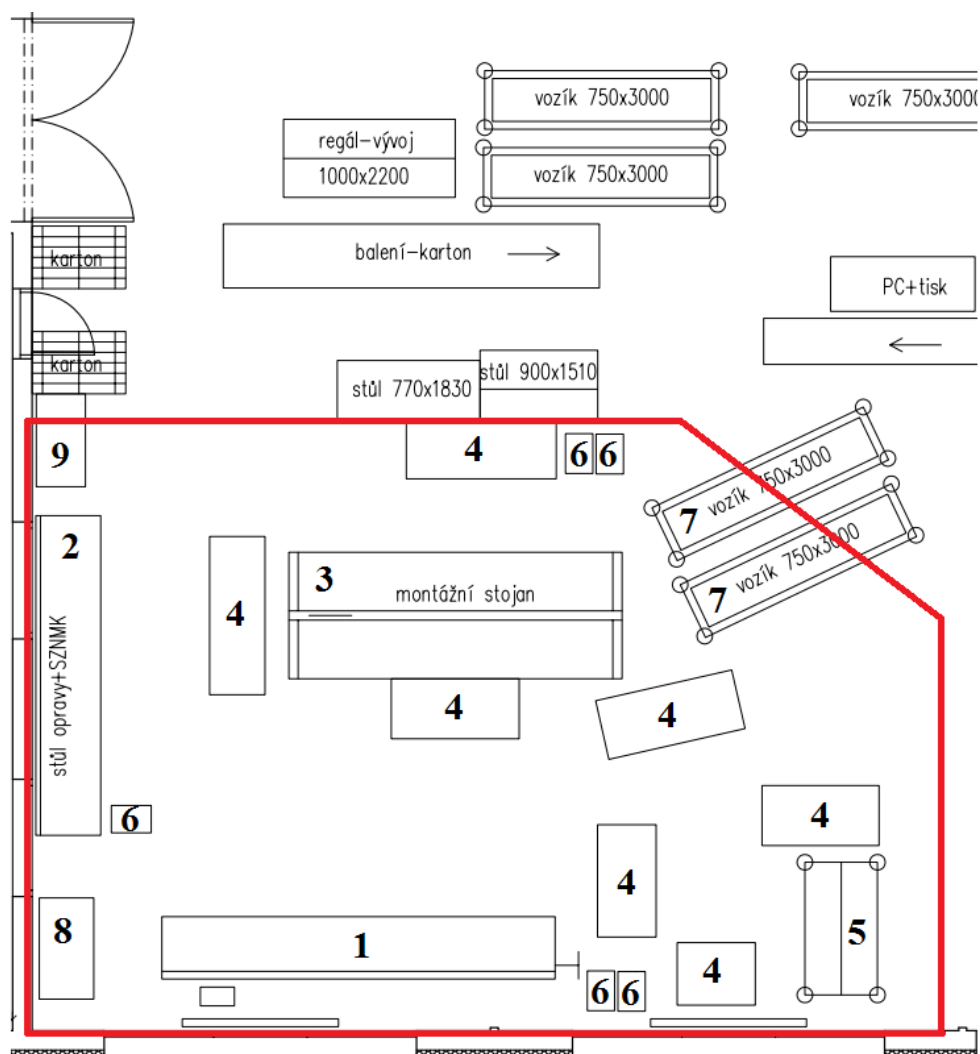 vozík 750x3000
vozík 750x3000
regál-vývoj
1000x2200
vozík 750x3000
karton
balení-karton
PC+tisk
karton
stůl 770x1830
stůl 900x1510
9
4
6
6
7
vozík 750x3000
2
3
montážní stojan
4
7
vozík 750x3000
stůl opravy+SZNMK
4
4
6
4
4
8
1
5
4
6
6